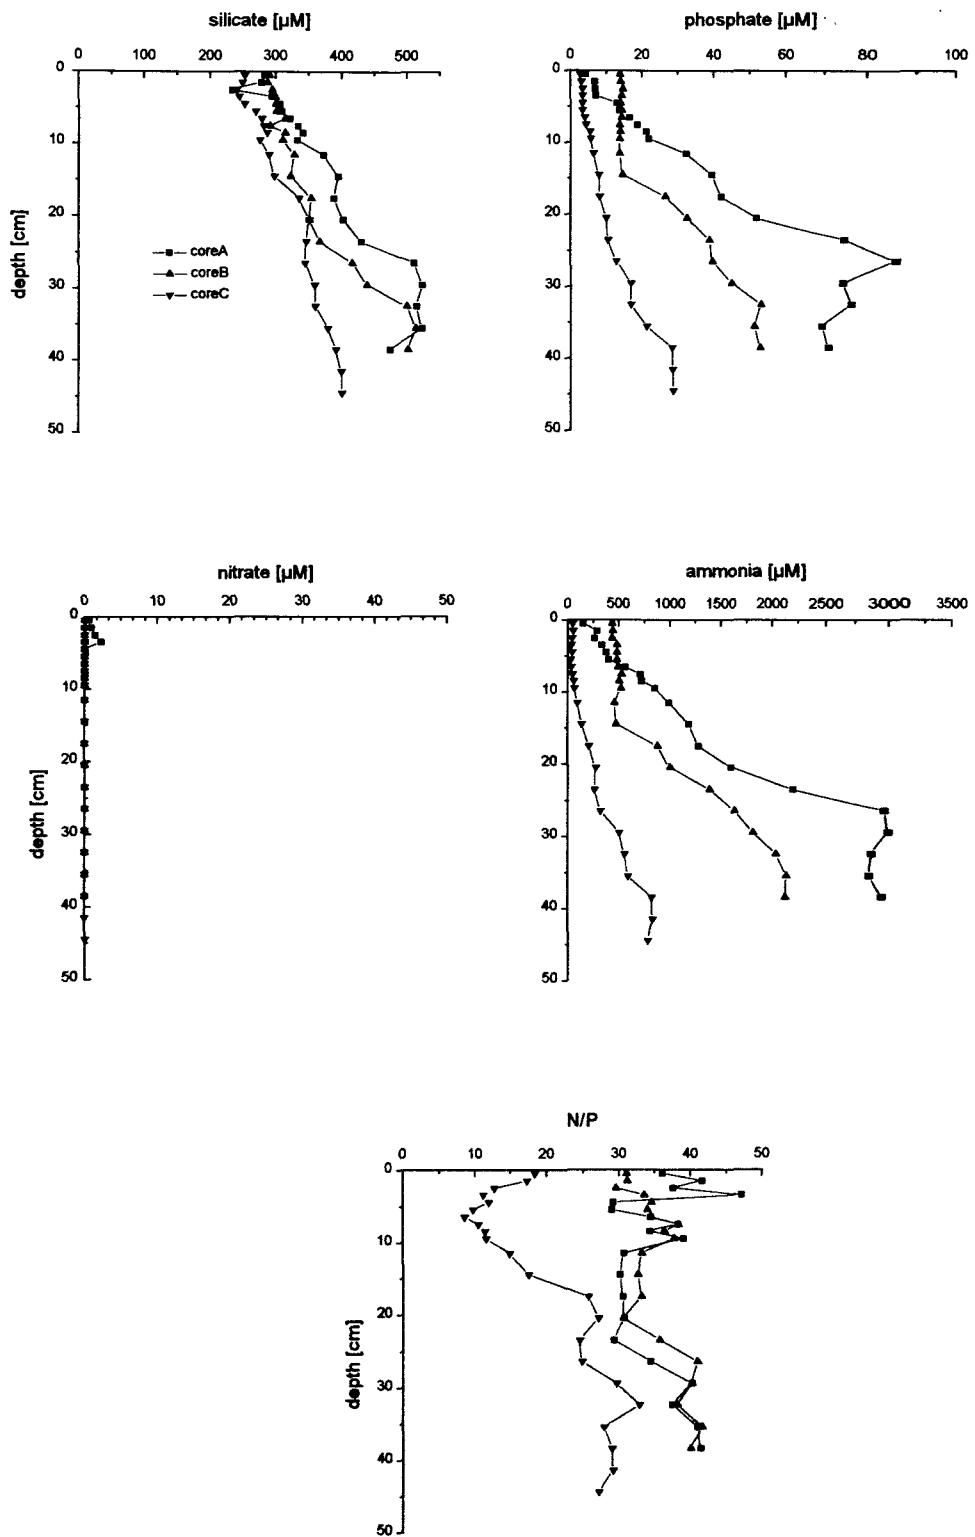 silicate [µM]
0 100 200 300 400 500
0
10
20
30
40
50
depth [cm]
coreA
coreB
coreC
phosphate [µM]
0 20 40 60 80 100
0
10
20
30
40
50
nitrate [µM]
0 10 20 30 40 50
0
10
20
30
40
50
depth [cm]
ammonia [µM]
0 500 1000 1500 2000 2500 3000 3500
0
10
20
30
40
50
N/P
0 10 20 30 40 50
0
10
20
30
40
50
depth [cm]